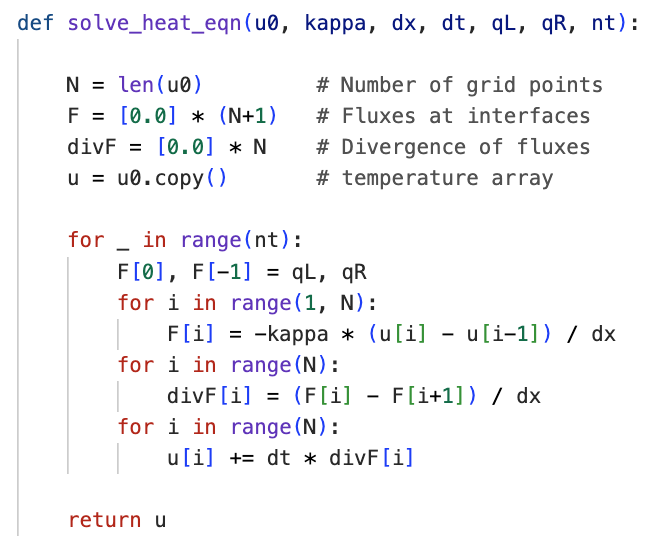 def solve_heat_eqn(u0, kappa, dx, dt, qL, qR, nt):
    N = len(u0)         # Number of grid points
    F = [0.0] * (N+1)   # Fluxes at interfaces
    divF = [0.0] * N    # Divergence of fluxes
    u = u0.copy()       # temperature array
    for _ in range(nt):
        F[0], F[-1] = qL, qR
        for i in range(1, N):
            F[i] = -kappa * (u[i] - u[i-1]) / dx
        for i in range(N):
            divF[i] = (F[i] - F[i+1]) / dx
        for i in range(N):
            u[i] += dt * divF[i]
    return u